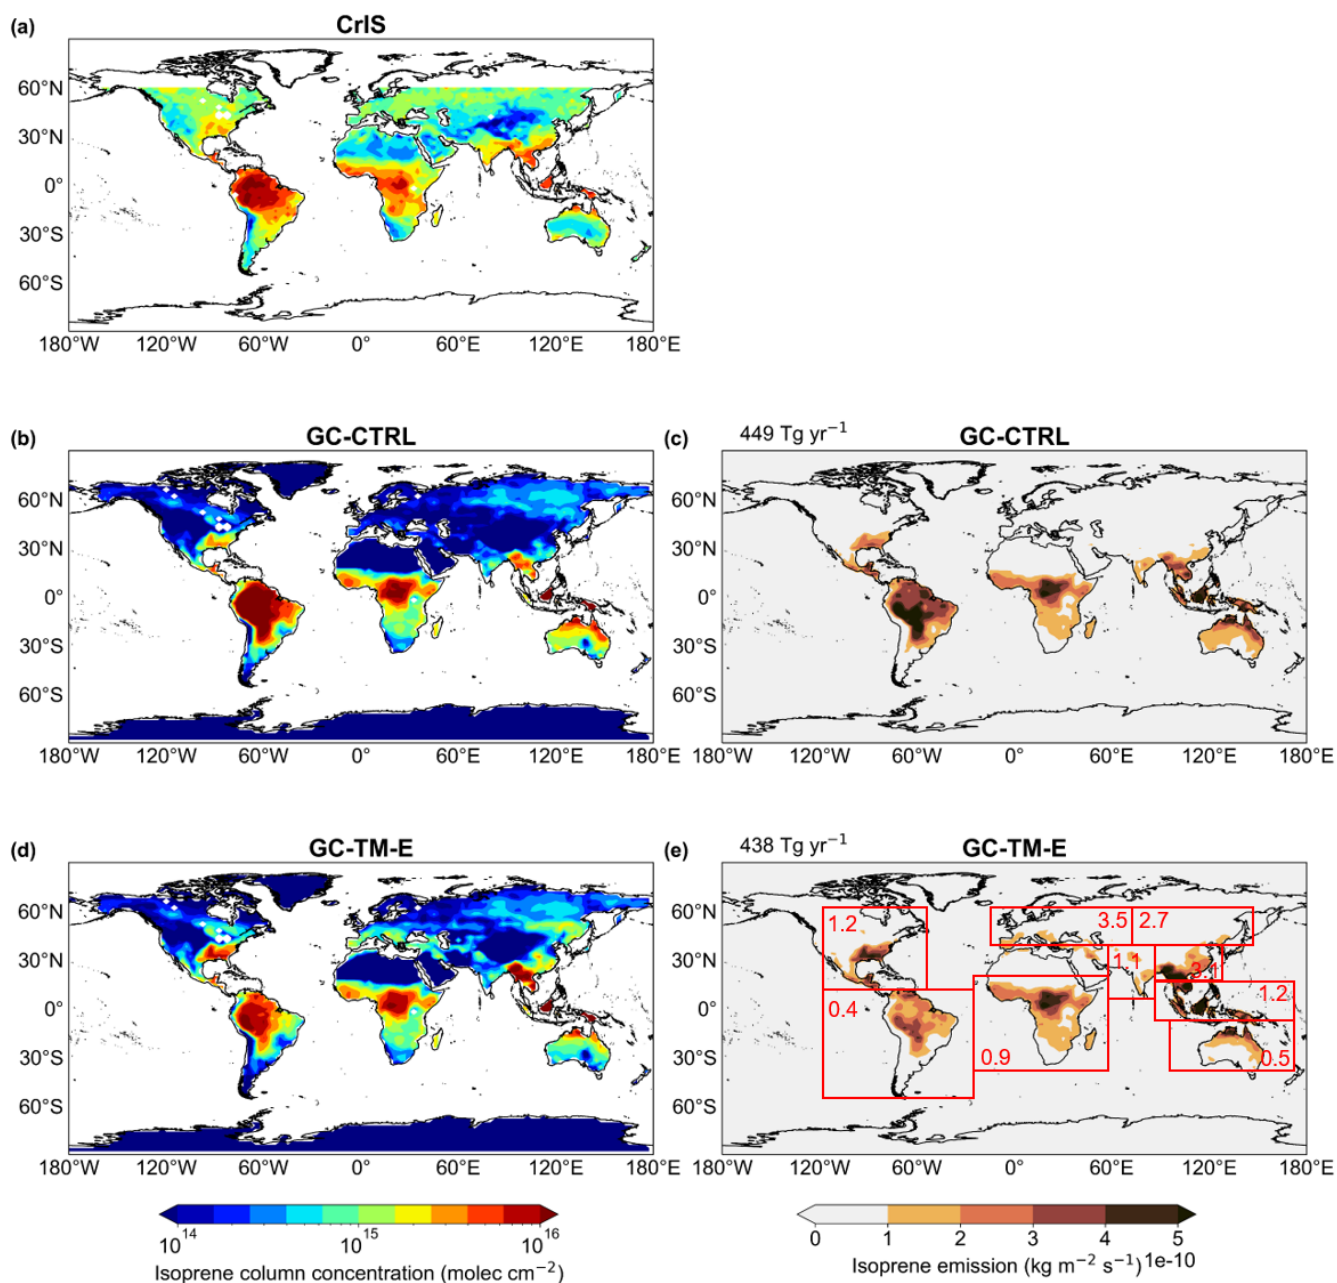 (a)
CrIS
60°N
30°N
0°
30°S
60°S
180°W 120°W 60°W 0° 60°E 120°E 180°E
(b)
GC-CTRL
60°N
30°N
0°
30°S
60°S
180°W 120°W 60°W 0° 60°E 120°E 180°E
(c)
449 Tg yr⁻¹
GC-CTRL
60°N
30°N
0°
30°S
60°S
180°W 120°W 60°W 0° 60°E 120°E 180°E
(d)
GC-TM-E
60°N
30°N
0°
30°S
60°S
180°W 120°W 60°W 0° 60°E 120°E 180°E
(e)
438 Tg yr⁻¹
GC-TM-E
60°N
30°N
0°
30°S
60°S
1.2
3.5
2.7
1.1
3.1
1.2
0.4
0.9
0.5
180°W 120°W 60°W 0° 60°E 120°E 180°E
10¹⁴ 10¹⁵ 10¹⁶
Isoprene column concentration (molec cm⁻²)
0 1 2 3 4 5
Isoprene emission (kg m⁻² s⁻¹) 1e-10